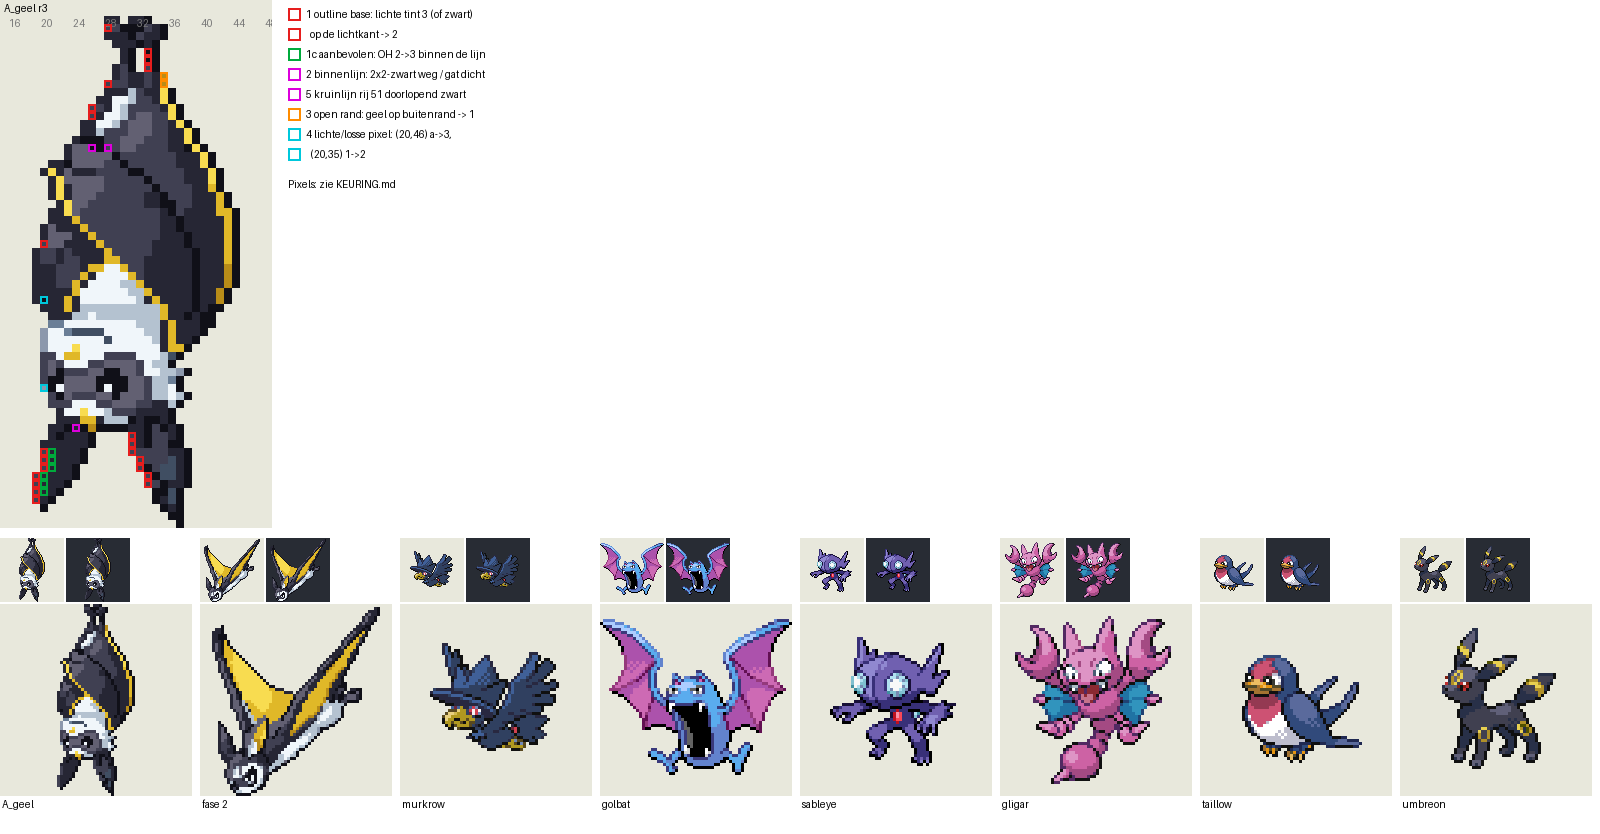 A_geel r3
16 20 24 28 32 36 40 44
1 outline base: lichte tint 3 (of zwart)
op de lichtkant -> 2
1c aanbevolen: OH 2->3 binnen de lijn
2 binnenlijn: 2x2-zwart weg / gat dicht
5 kruinlijn rij 51 doorlopend zwart
3 open rand: geel op buitenrand -> 1
4 lichte/losse pixel: (20,46) a->3,
(20,35) 1->2
Pixels: zie KEURING.md
A_geel
fase 2
murkrow
golbat
sableye
gligar
taillow
umbreon